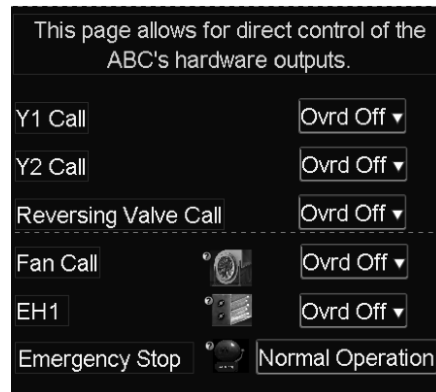 This page allows for direct control of the
ABC's hardware outputs.
Y1 Call Ovrd Off
Y2 Call Ovrd Off
Reversing Valve Call Ovrd Off
Fan Call Ovrd Off
EH1 Ovrd Off
Emergency Stop Normal Operation